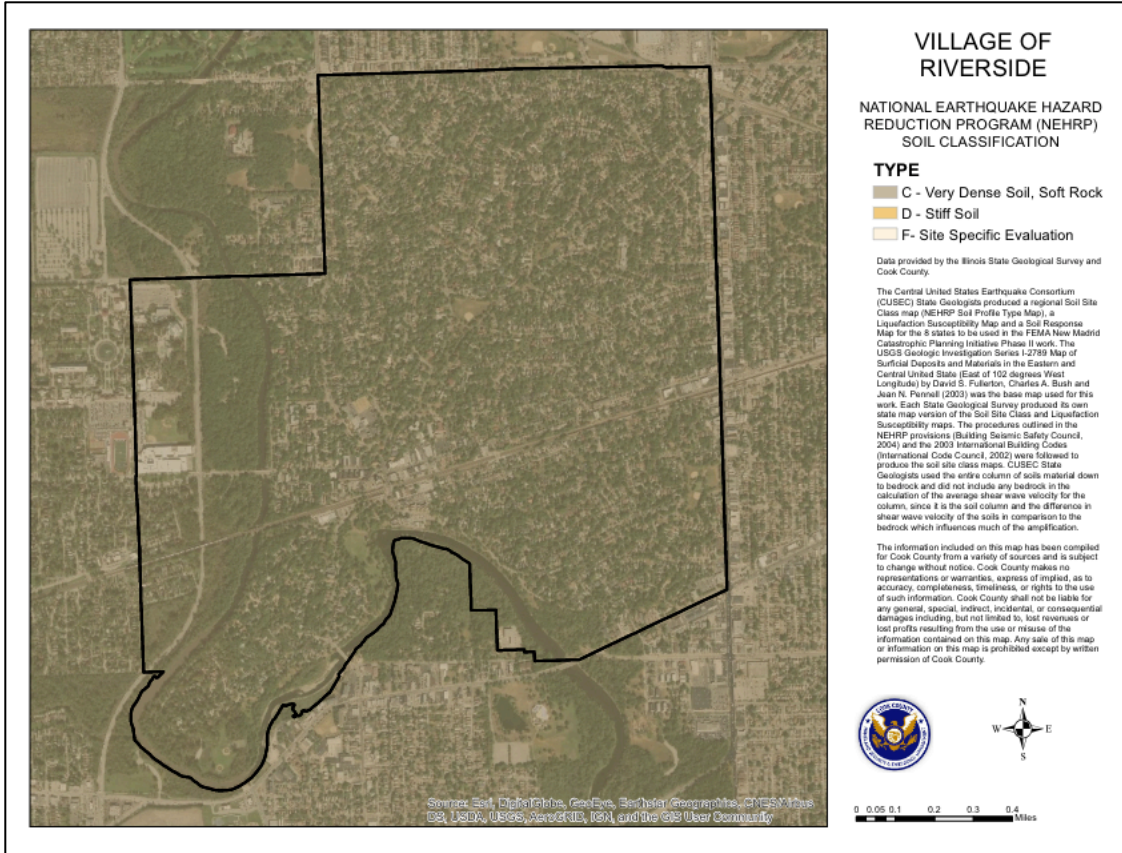 VILLAGE OF
RIVERSIDE
NATIONAL EARTHQUAKE HAZARD
REDUCTION PROGRAM (NEHRP)
SOIL CLASSIFICATION
TYPE
C - Very Dense Soil, Soft Rock
D - Stiff Soil
F- Site Specific Evaluation
Data provided by the Illinois State Geological Survey and
Cook County.
The Central United States Earthquake Consortium
(CUSEC) State Geologists produced a regional Soil Site
Class map (NEHRP Soil Profile Type Map), a
Liquefaction Susceptibility Map and a Soil Response
Map for the 8 states to be used in the FEMA New Madrid
Catastrophic Planning Initiative Phase II work. The
USGS Geologic Investigation Series I-2789 Map of
Surficial Deposits and Materials in the Eastern and
Central United State (East of 102 degrees West
Longitude) by David S. Fullerton, Charles A. Bush and
Jean N. Pennell (2003) was the base map used for this
work. Each State Geological Survey produced its own
state map version of the Soil Site Class and Liquefaction
Susceptibility maps. The procedures outlined in the
NEHRP provisions (Building Seismic Safety Council,
2004) and the 2003 International Building Codes
(International Code Council, 2002) were followed to
produce the soil site class maps. CUSEC State
Geologists used the entire column of soils material down
to bedrock and did not include any bedrock in the
calculation of the average shear wave velocity for the
column, since it is the soil column and the difference in
shear wave velocity of the soils in comparison to the
bedrock which influences much of the amplification.
The information included on this map has been compiled
for Cook County from a variety of sources and is subject
to change without notice. Cook County makes no
representations or warranties, express of implied, as to
accuracy, completeness, timeliness, or rights to the use
of such information. Cook County shall not be liable for
any general, special, indirect, incidental, or consequential
damages including, but not limited to, lost revenues or
lost profits resulting from the use or misuse of the
information contained on this map. Any sale of this map
or information on this map is prohibited except by written
permission of Cook County.
COOK COUNTY
N
W E
S
0 0.05 0.1 0.2 0.3 0.4
Miles
Source: Esri, DigitalGlobe, GeoEye, Earthstar Geographics, CNES/Airbus
DS, USDA, USGS, AeroGRID, IGN, and the GIS User Community